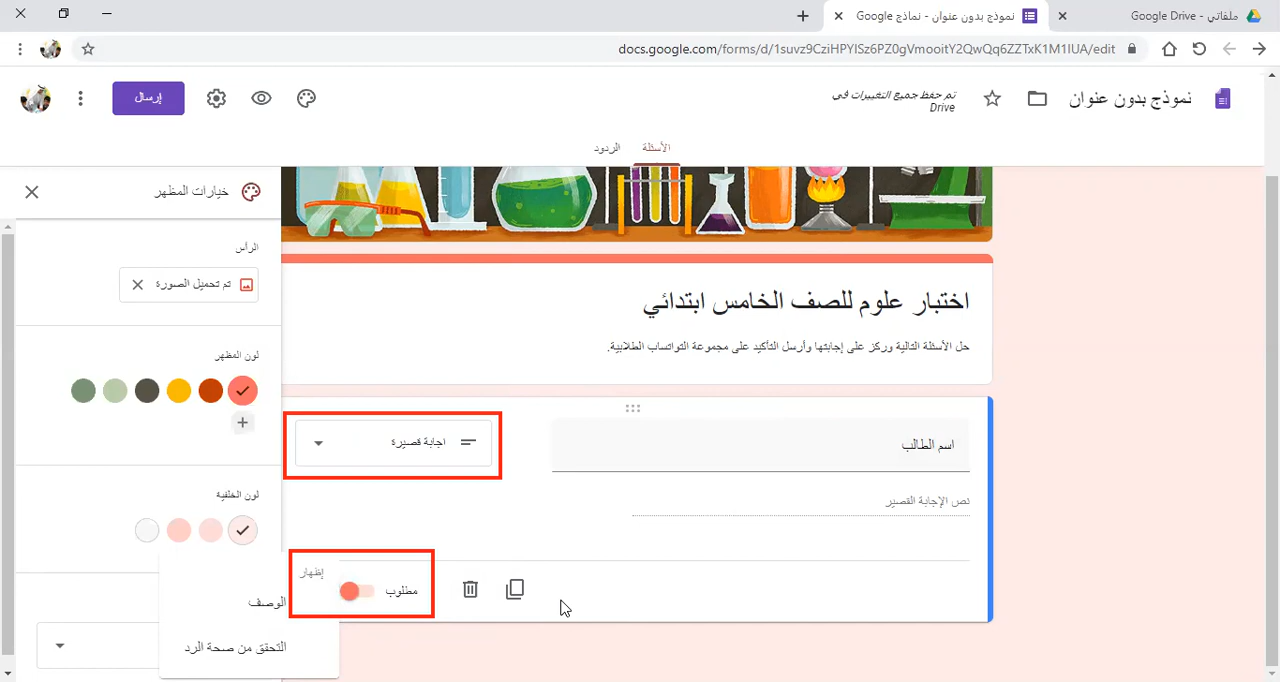 ملفاتي - Google Drive
نموذج بدون عنوان - نماذج Google
docs.google.com/forms/d/1suvz9CziHPYISz6PZ0gVmooitY2QwQq6ZZTxK1M1IUA/edit
نموذج بدون عنوان
تم حفظ جميع التغييرات في
Drive
إرسال
الأسئلة
الردود
خيارات المظهر
الرأس
تم تحميل الصورة
لون المظهر
لون الخلفية
اختبار علوم للصف الخامس ابتدائي
حل الأسئلة التالية وركز على إجابتها وأرسل التأكيد على مجموعة التواتساب الطلابية.
اسم الطالب
اجابة قصيرة
نص الإجابة القصير
مطلوب
إظهار
الوصف
التحقق من صحة الرد